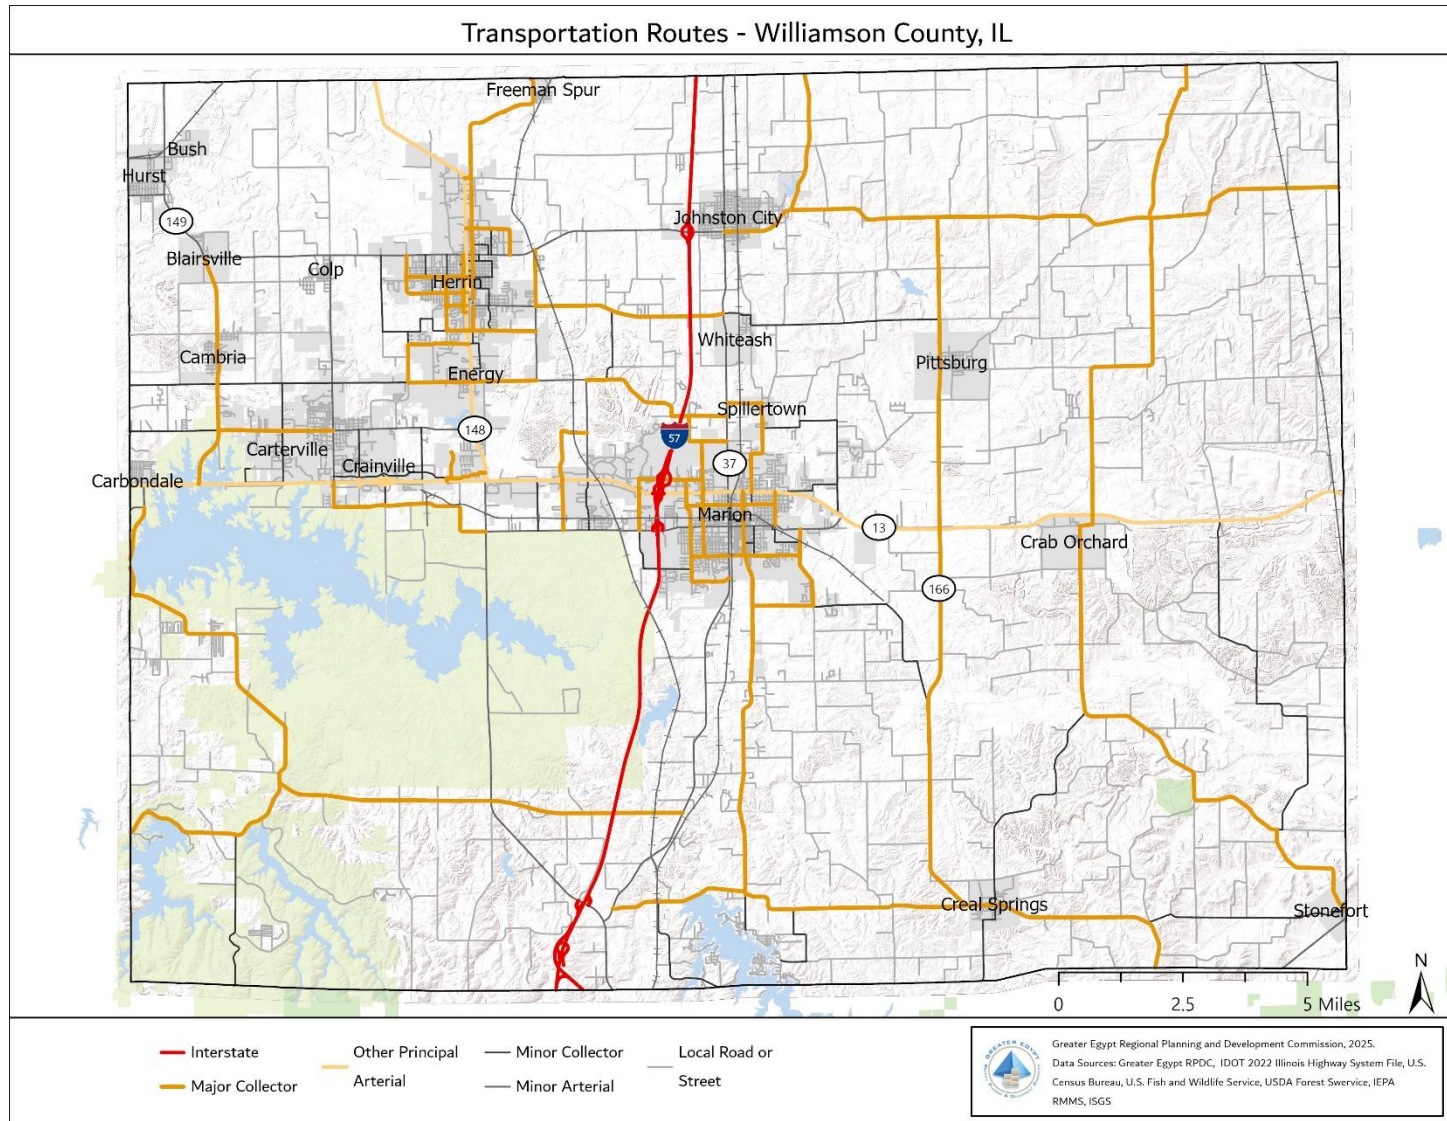 Transportation Routes - Williamson County, IL
Freeman Spur
Bush
Hurst
149
Johnston City
Blairsville
Colp
Herrin
Whiteash
Cambria
Pittsburg
Energy
Spillertown
148
57
Carterville
37
Crainville
Carbondale
Marion
13
Crab Orchard
166
Creal Springs
Stonefort
N
0 2.5 5 Miles
Interstate
Major Collector
Other Principal
Arterial
Minor Collector
Minor Arterial
Local Road or
Street
GREATER EGYPT
Greater Egypt Regional Planning and Development Commission, 2025.
Data Sources: Greater Egypt RPDC, IDOT 2022 Illinois Highway System File, U.S.
Census Bureau, U.S. Fish and Wildlife Service, USDA Forest Swervice, IEPA
RMMS, ISGS